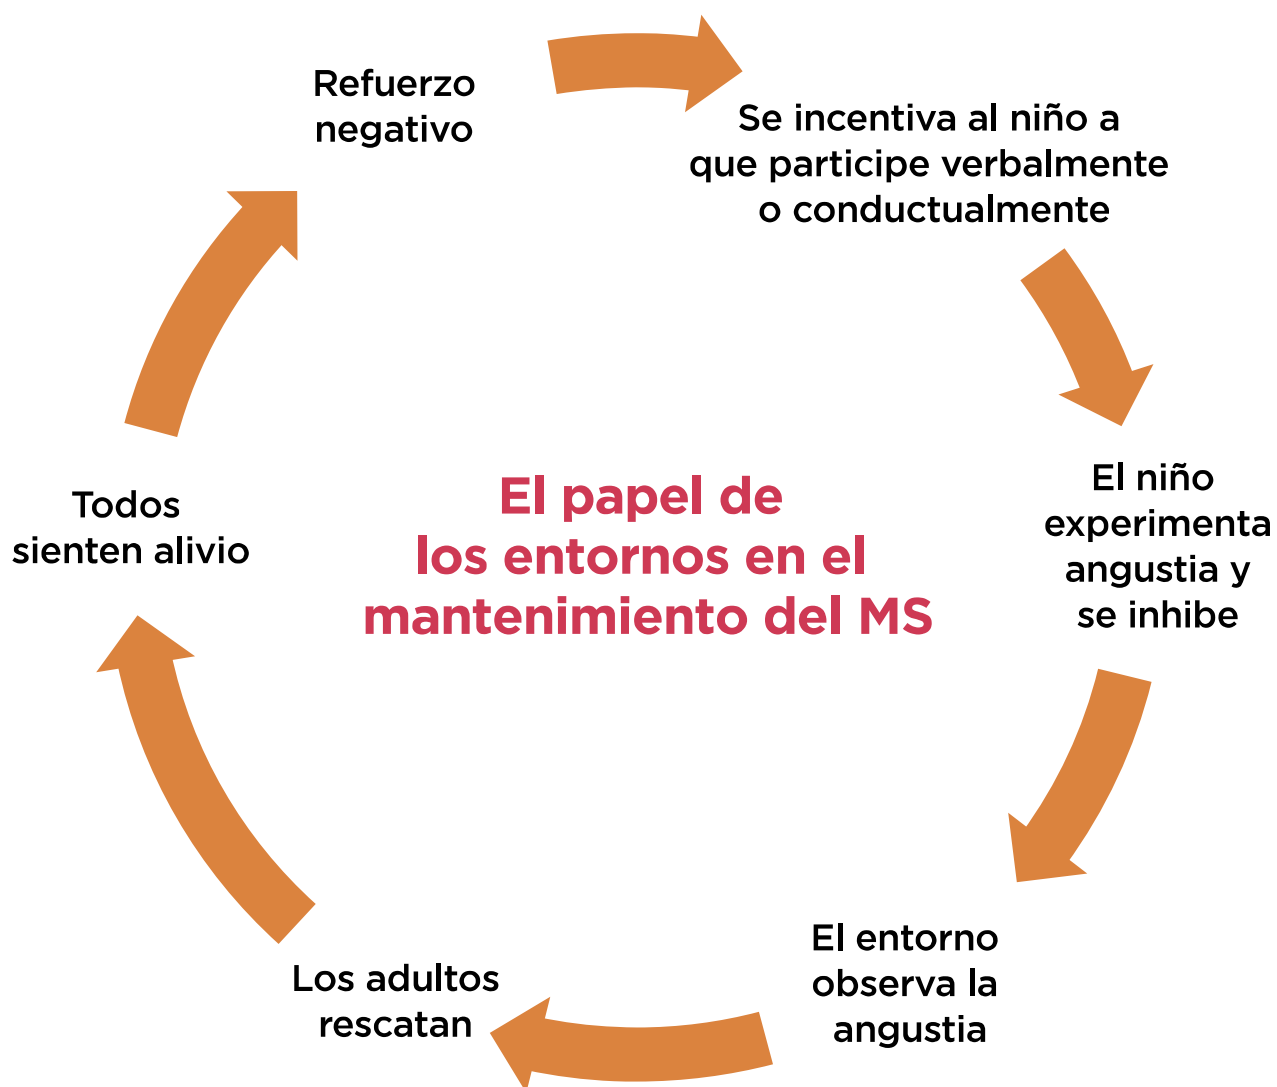 Refuerzo
negativo
Se incentiva al niño a
que participe verbalmente
o conductualmente
El niño
experimenta
angustia y
se inhibe
El entorno
observa la
angustia
Los adultos
rescatan
Todos
sienten alivio
El papel de
los entornos en el
mantenimiento del MS